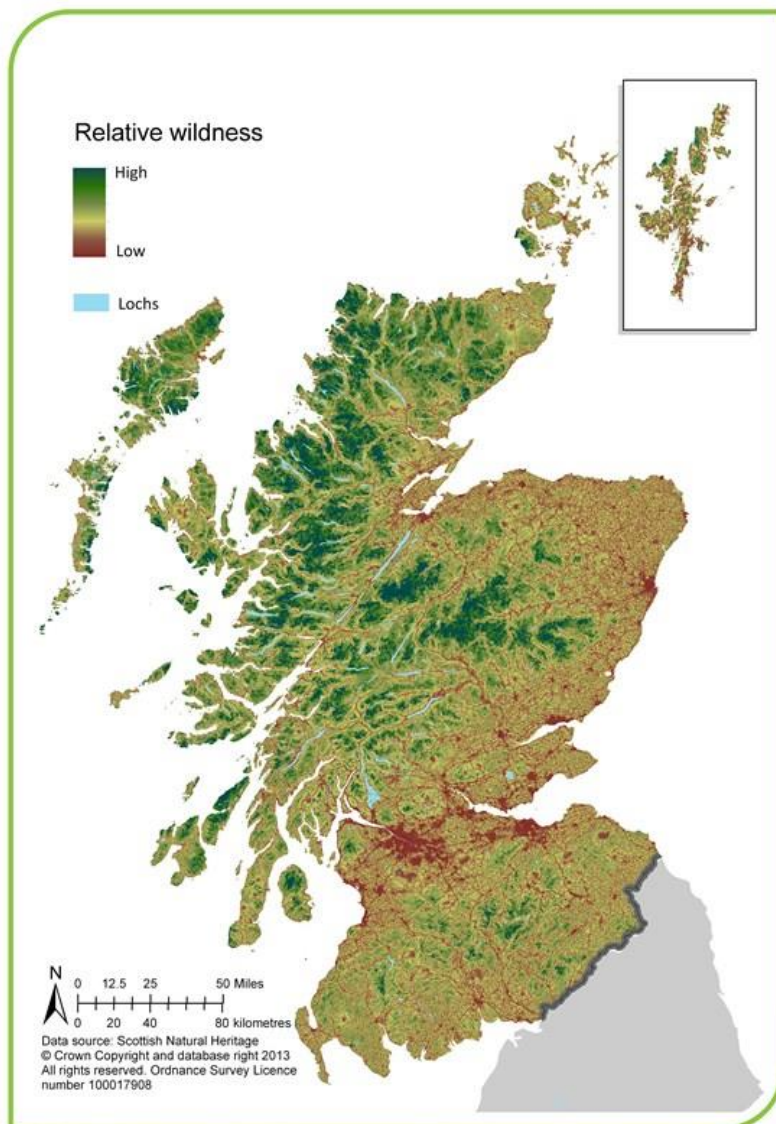 Relative wildness
High
Low
Lochs
N
0 12.5 25 50 Miles
0 20 40 80 kilometres
Data source: Scottish Natural Heritage
© Crown Copyright and database right 2013
All rights reserved. Ordnance Survey Licence
number 100017908